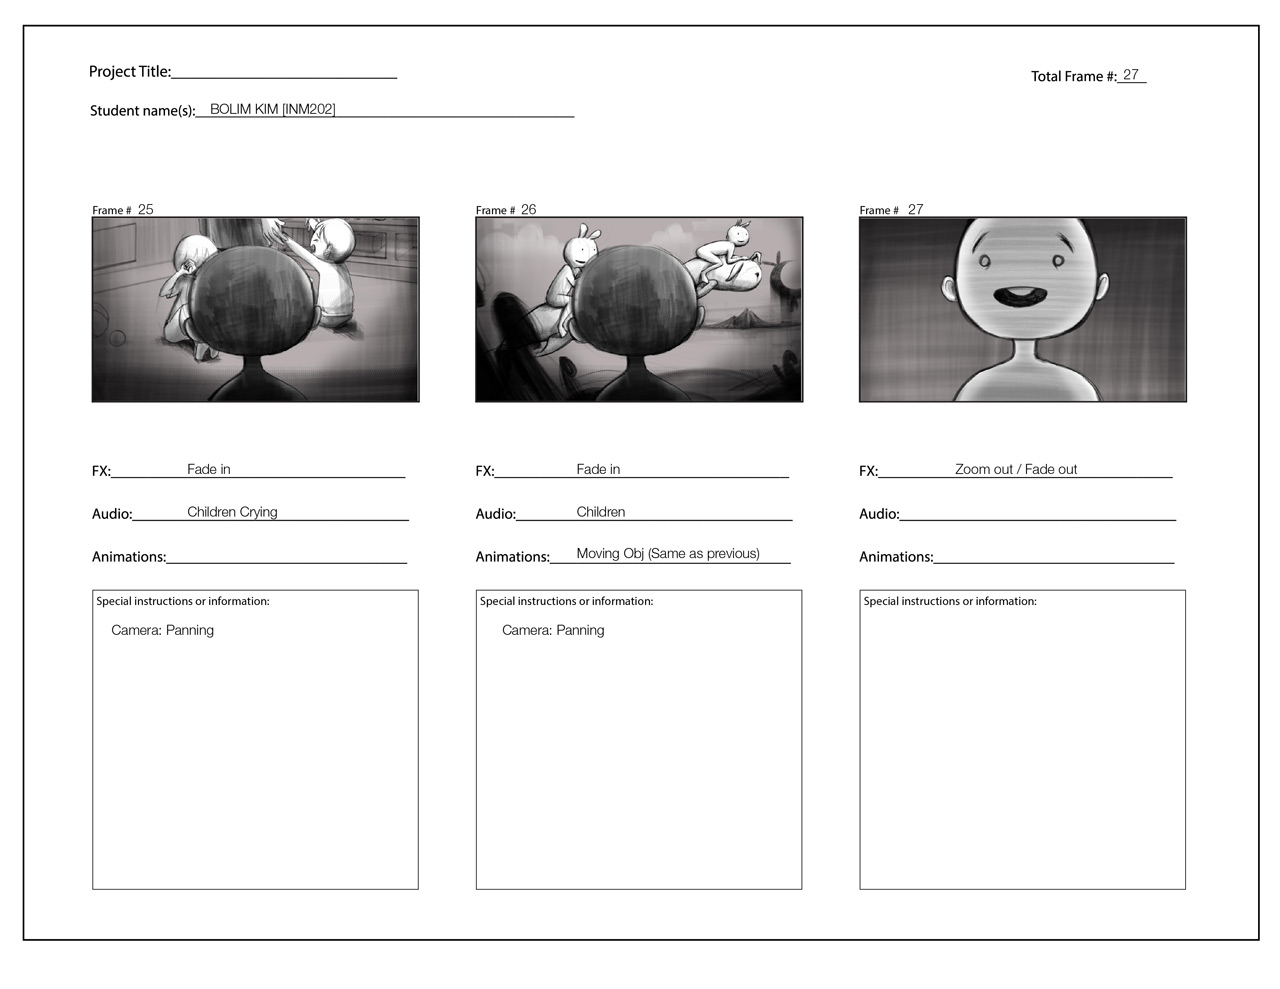 Project Title:
Total Frame #: 27
Student name(s): BOLIM KIM [INM202]
Frame # 25
Frame # 26
Frame # 27
FX: Fade in
FX: Fade in
FX: Zoom out / Fade out
Audio: Children Crying
Audio: Children
Audio:
Animations:
Animations: Moving Obj (Same as previous)
Animations:
Special instructions or information:
Special instructions or information:
Special instructions or information:
Camera: Panning
Camera: Panning